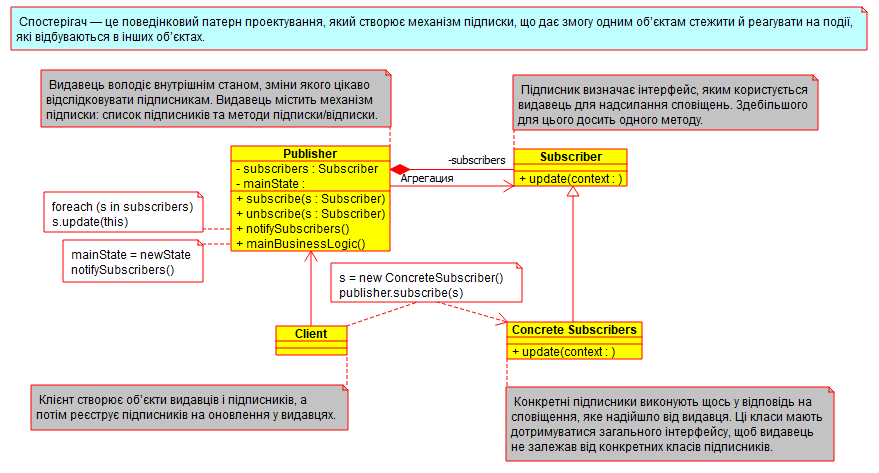 Спостерігач — це поведінковий патерн проектування, який створює механізм підписки, що дає змогу одним об’єктам стежити й реагувати на події,
які відбуваються в інших об’єктах.
Видавець володіє внутрішнім станом, зміни якого цікаво
відслідковувати підписникам. Видавець містить механізм
підписки: список підписників та методи підписки/відписки.
Підписник визначає інтерфейс, яким користується
видавець для надсилання сповіщень. Здебільшого
для цього досить одного методу.
Publisher
- subscribers : Subscriber
- mainState :
+ subscribe(s : Subscriber)
+ unbscribe(s : Subscriber)
+ notifySubscribers()
+ mainBusinessLogic()
-subscribers
Агрегация
Subscriber
+ update(context : )
foreach (s in subscribers)
s.update(this)
mainState = newState
notifySubscribers()
s = new ConcreteSubscriber()
publisher.subscribe(s)
Client
Concrete Subscribers
+ update(context : )
Клієнт створює об’єкти видавців і підписників, а
потім реєструє підписників на оновлення у видавцях.
Конкретні підписники виконують щось у відповідь на
сповіщення, яке надійшло від видавця. Ці класи мають
дотримуватися загального інтерфейсу, щоб видавець
не залежав від конкретних класів підписників.